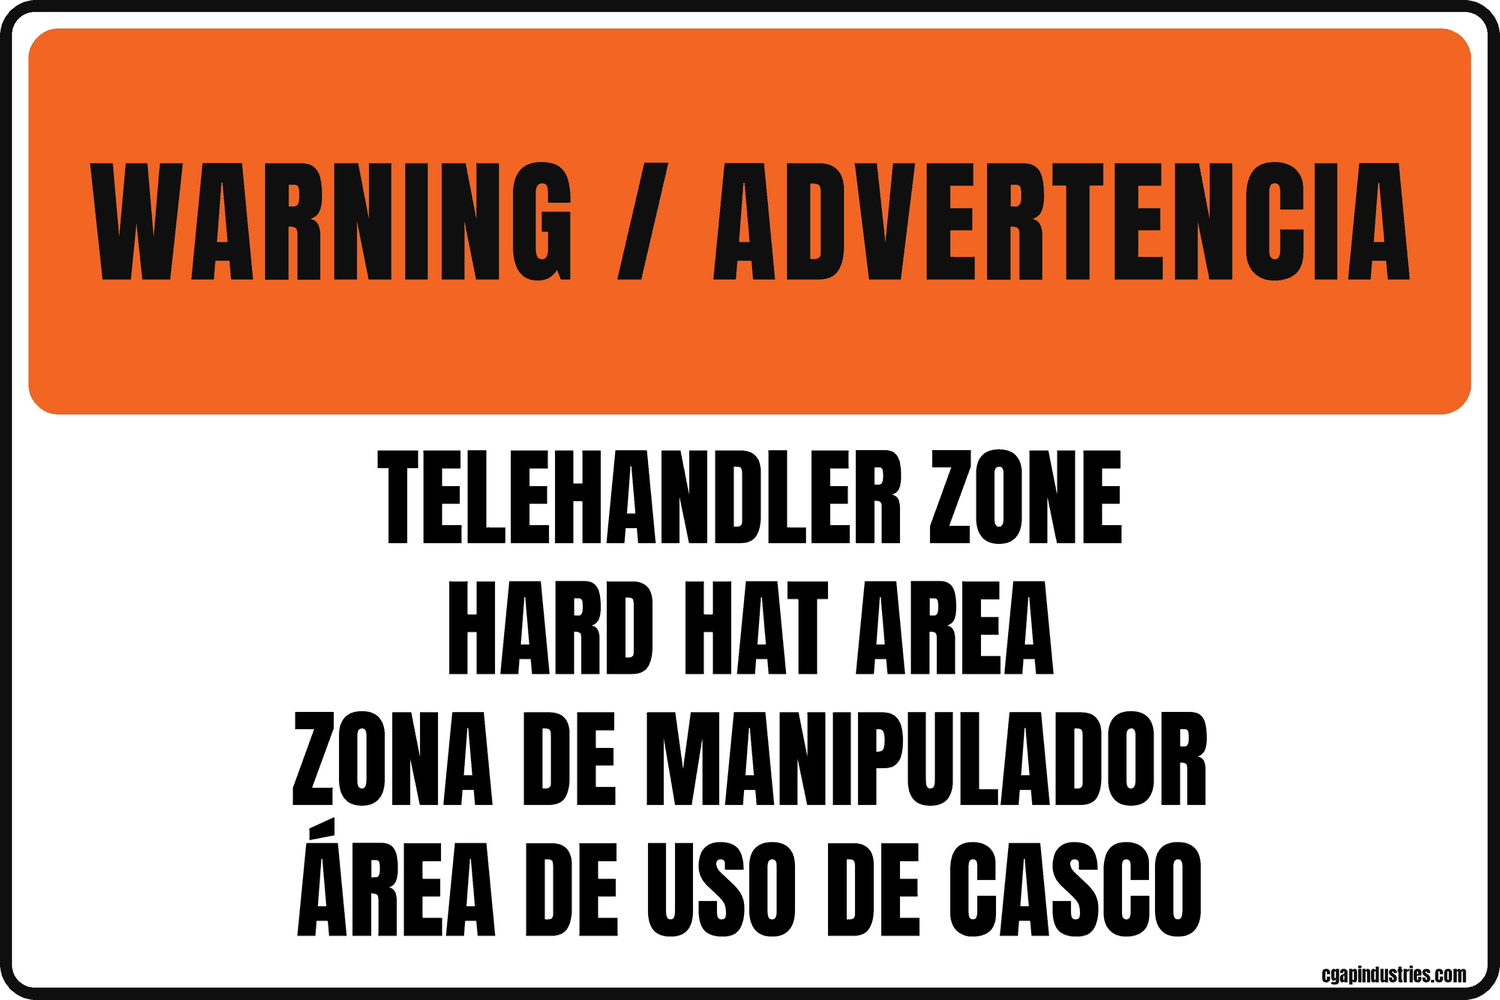 WARNING / ADVERTENCIA
TELEHANDLER ZONE
HARD HAT AREA
ZONA DE MANIPULADOR
ÁREA DE USO DE CASCO
cgapindustries.com